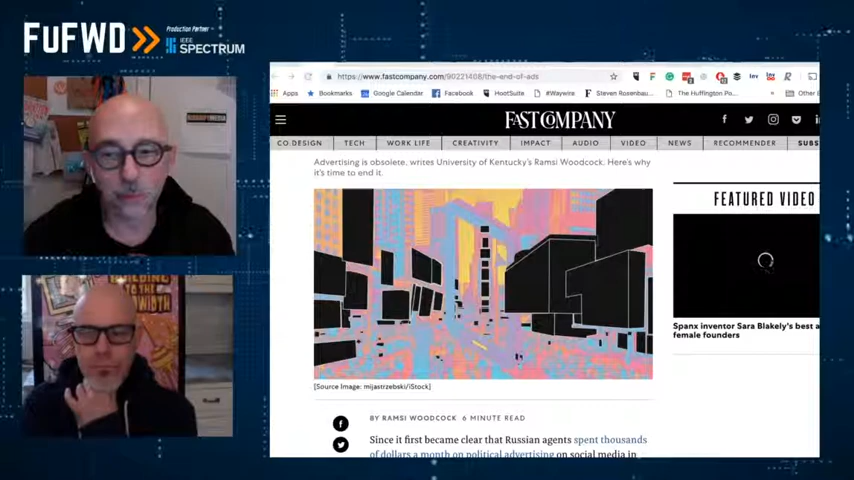 FuFWD
Production Partner
IEEE
SPECTRUM
https://www.fastcompany.com/90221408/the-end-of-ads
Apps
Bookmarks
Google Calendar
Facebook
HootSuite
#Waywire
Steven Rosenbau...
The Huffington Po...
Other B
FAST COMPANY
CO.DESIGN
TECH
WORK LIFE
CREATIVITY
IMPACT
AUDIO
VIDEO
NEWS
RECOMMENDER
SUBS
Advertising is obsolete, writes University of Kentucky's Ramsi Woodcock. Here's why
it's time to end it.
FEATURED VIDEO
Spanx inventor Sara Blakely's best a
female founders
[Source Image: mijastrzebski/iStock]
BY RAMSI WOODCOCK 6 MINUTE READ
Since it first became clear that Russian agents spent thousands
of dollars a month on political advertising on social media in